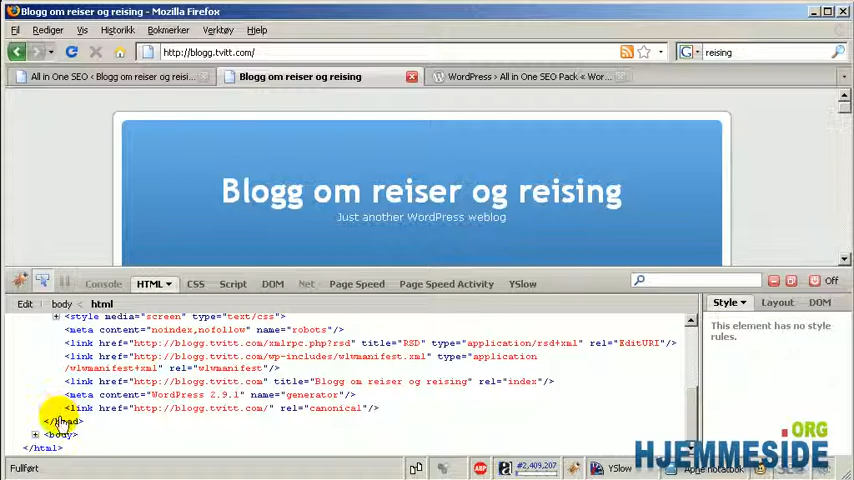 Blogg om reiser og reising - Mozilla Firefox
Fil Rediger Vis Historikk Bokmerker Verktøy Hjelp
http://blogg.tvitt.com/
G reising
All in One SEO ‹ Blogg om reiser og reisi...
Blogg om reiser og reising
WordPress › All in One SEO Pack « Wor...
Blogg om reiser og reising
Just another WordPress weblog
Console HTML CSS Script DOM Net Page Speed Page Speed Activity YSlow
Off
Edit body html
Style Layout DOM
<style media="screen" type="text/css">
<meta content="noindex,nofollow" name="robots"/>
<link href="http://blogg.tvitt.com/xmlrpc.php?rsd" title="RSD" type="application/rsd+xml" rel="EditURI"/>
<link href="http://blogg.tvitt.com/wp-includes/wlwmanifest.xml" type="application
/wlwmanifest+xml" rel="wlwmanifest"/>
<link href="http://blogg.tvitt.com" title="Blogg om reiser og reising" rel="index"/>
<meta content="WordPress 2.9.1" name="generator"/>
<link href="http://blogg.tvitt.com/" rel="canonical"/>
</head>
<body>
</html>
This element has no style
rules.
.ORG
HJEMMESIDE
Fullført
ABP
#2,409,207
YSlow
Åpne notatbok